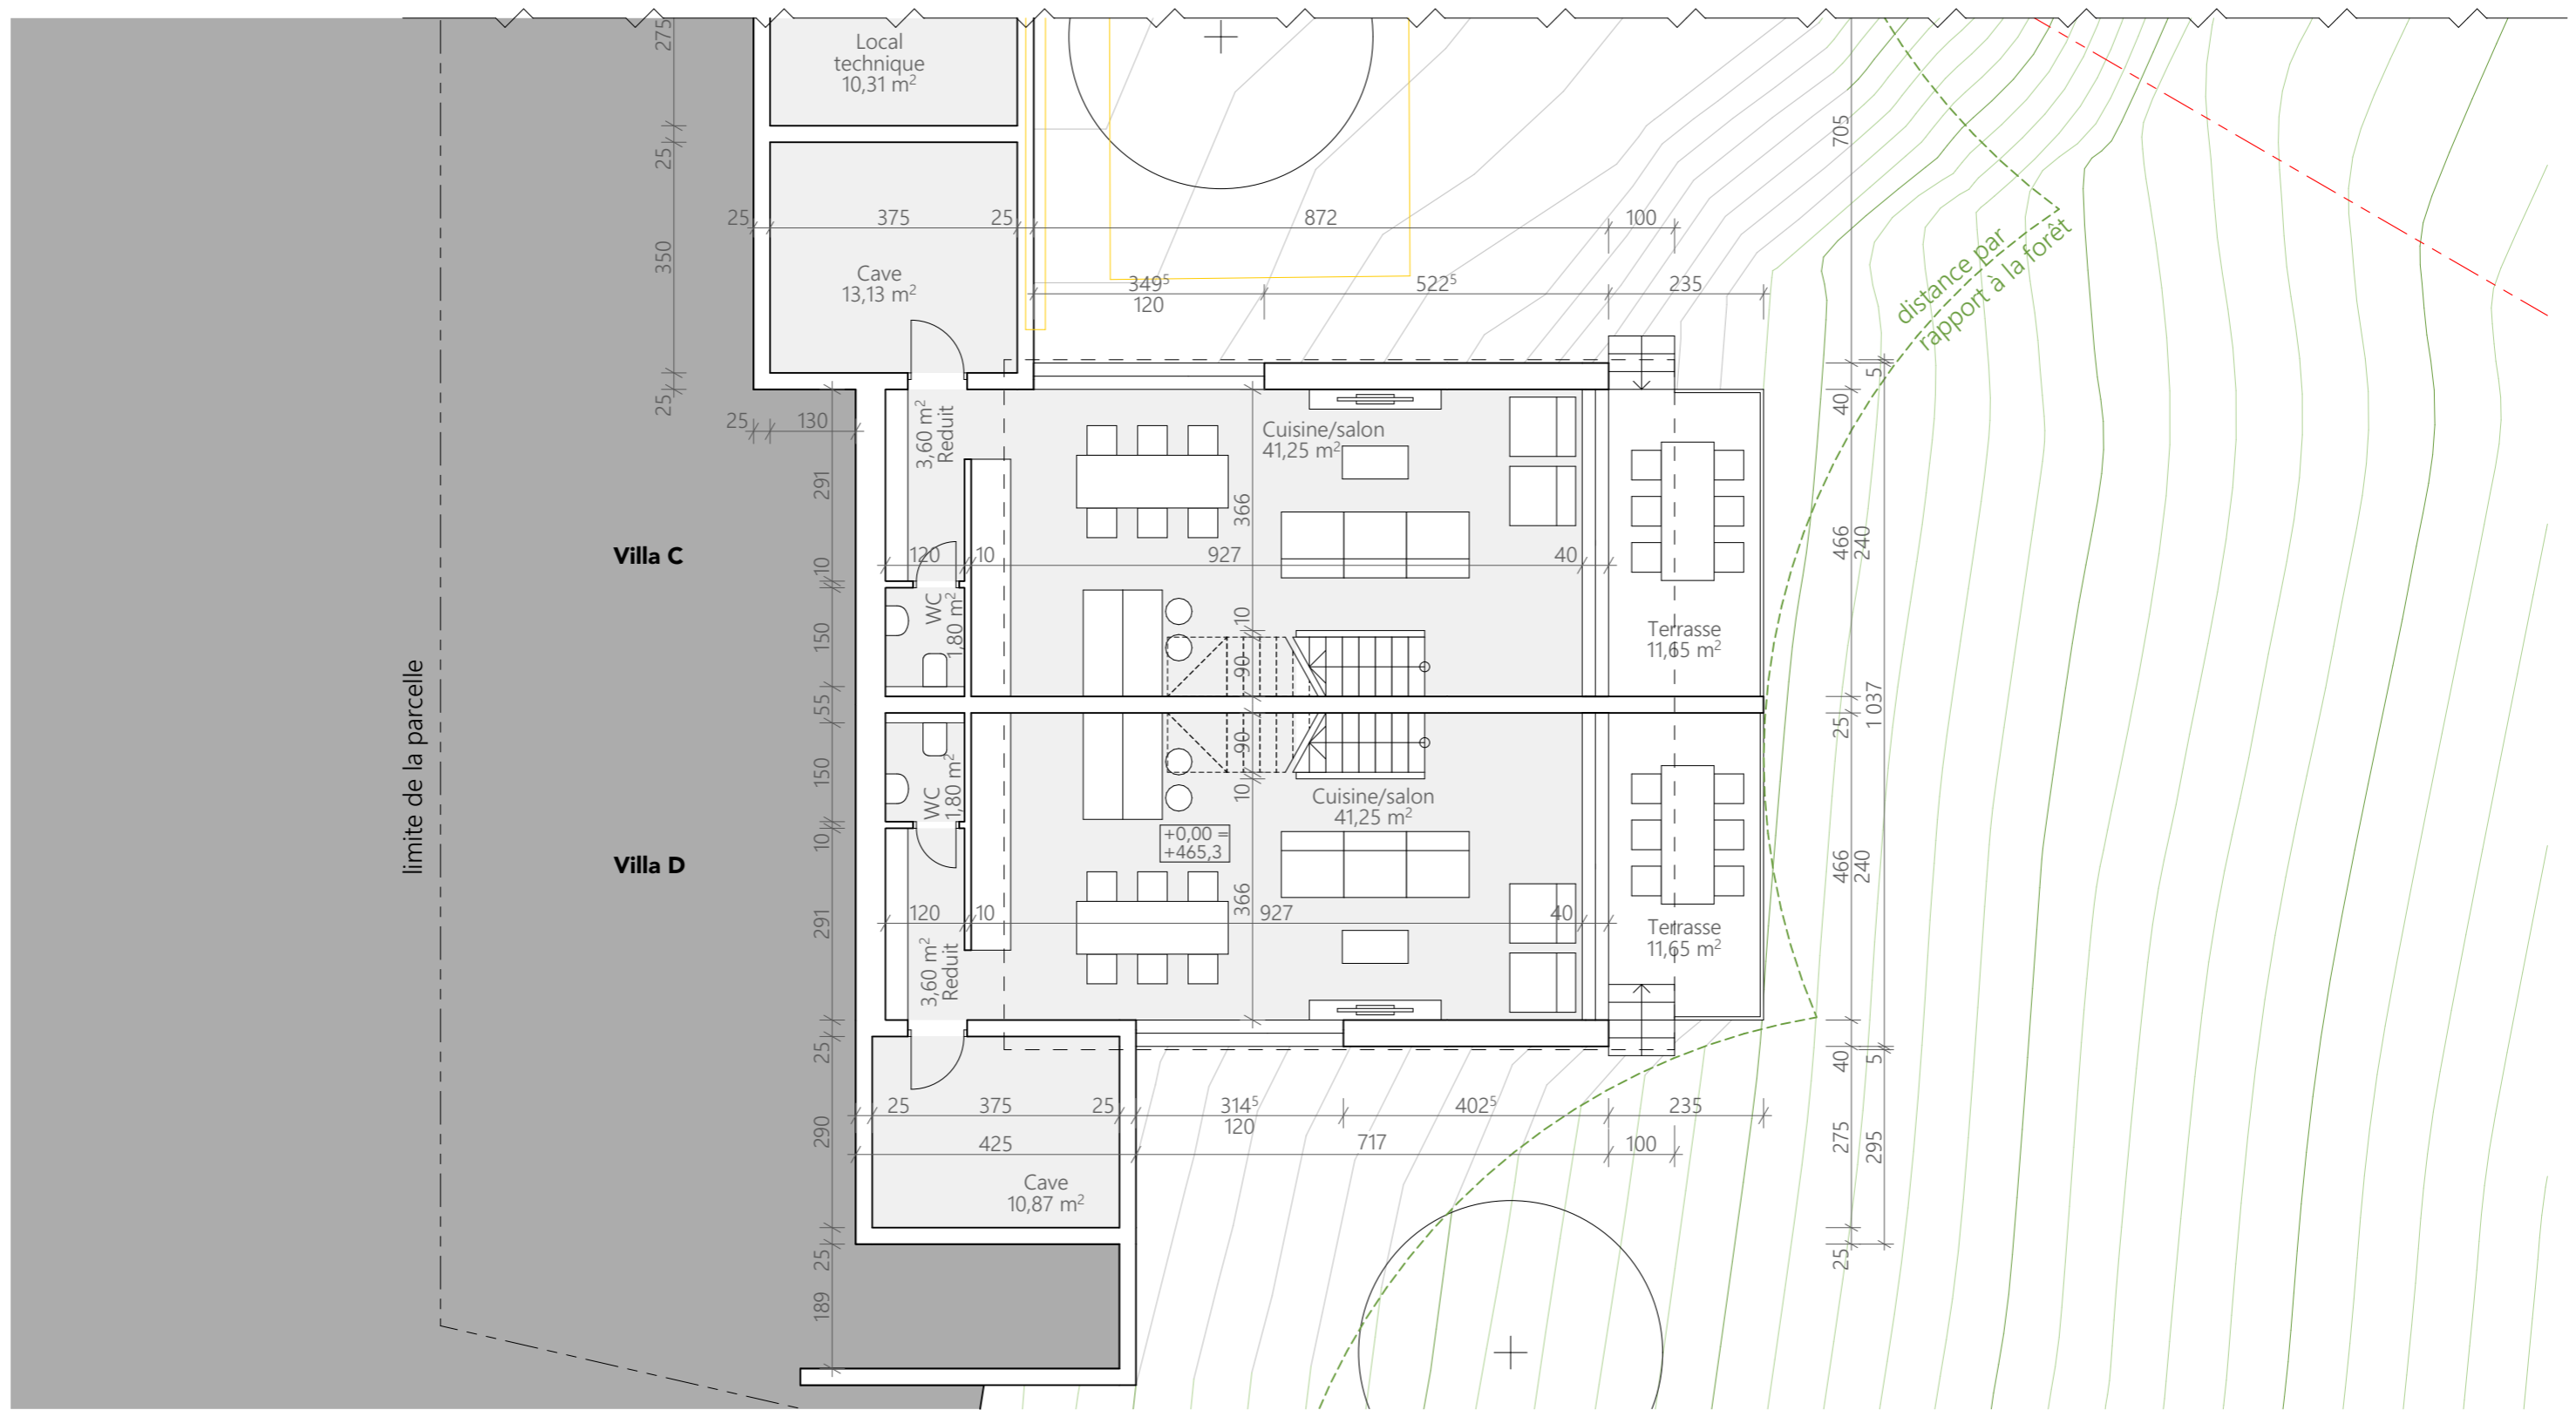 275
Local
technique
10,31 m²
25
705
25
375
25
872
100
350
Cave
13,13 m²
349⁵
120
522⁵
235
distance par
rapport à la forêt
25
5
40
25
130
3,60 m²
Reduit
Cuisine/salon
41,25 m²
291
366
466
240
Villa C
120
10
927
40
10
WC
1,80 m²
10
150
90
Terrasse
11,65 m²
limite de la parcelle
55
25
1 037
90
150
WC
1,80 m²
10
Cuisine/salon
41,25 m²
10
+0,00 =
+465,3
Villa D
466
240
366
120
10
927
40
291
3,60 m²
Reduit
Terrasse
11,65 m²
25
40
5
25
375
25
314⁵
120
402⁵
235
290
425
717
100
275
295
Cave
10,87 m²
25
25
189